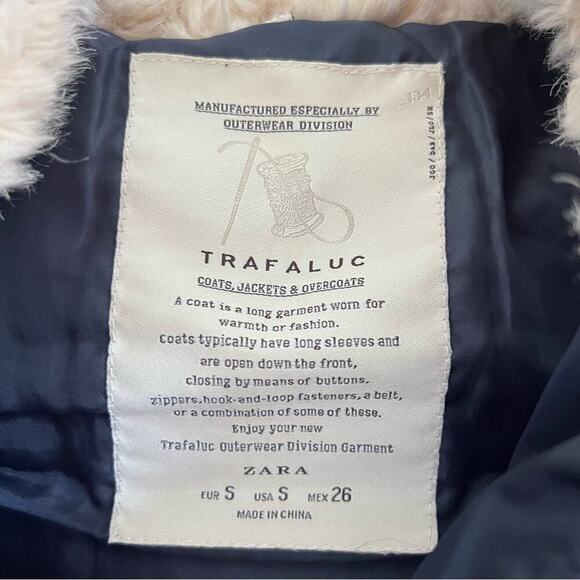 MANUFACTURED ESPECIALLY BY
OUTERWEAR DIVISION
TRAFALUC
COATS, JACKETS & OVERCOATS
A coat is a long garment worn for
warmth or fashion.
Coats typically have long sleeves and
are open down the front,
closing by means of buttons,
zippers,hook-and-loop fasteners, a belt,
or a combination of some of these.
Enjoy your new
Trafaluc Outerwear Division Garment
ZARA
EUR S USA S MEX 26
MADE IN CHINA